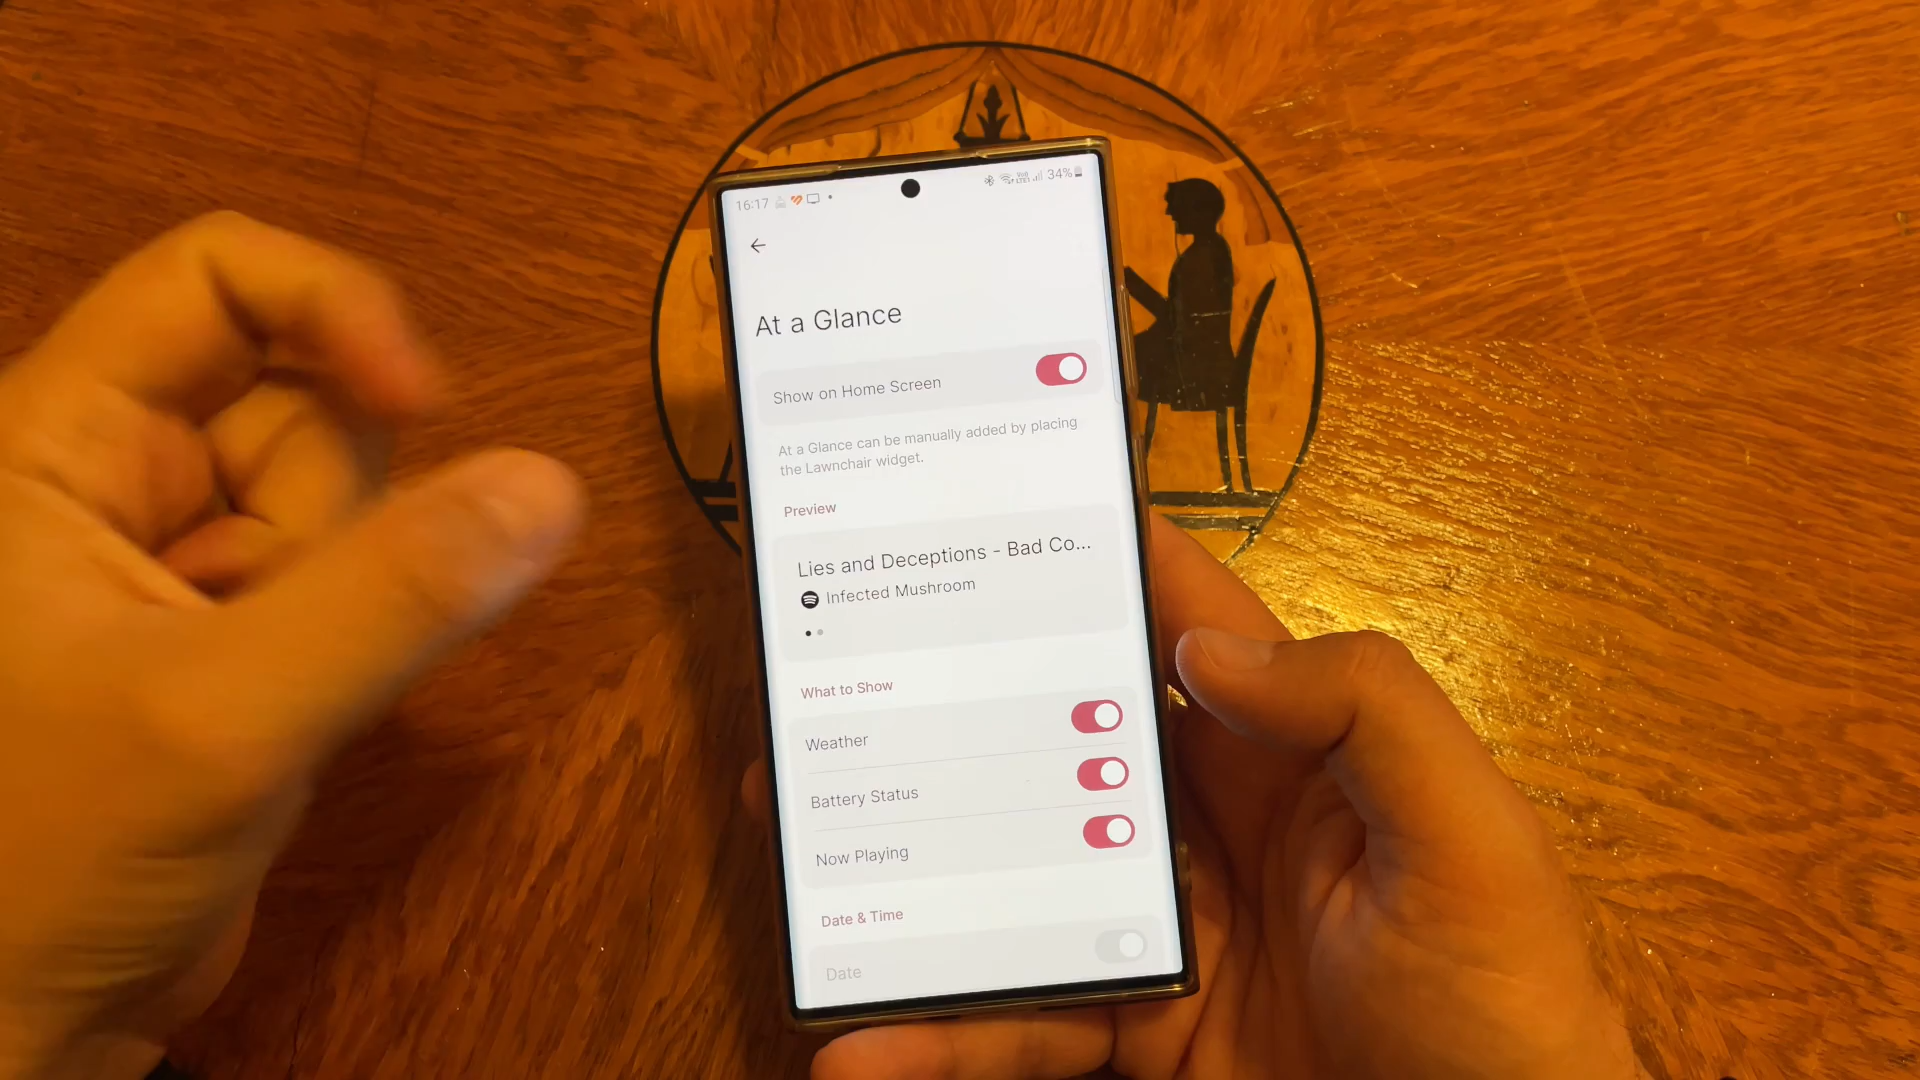 16:17 34%
At a Glance
Show on Home Screen
At a Glance can be manually added by placing
the Lawnchair widget.
Preview
Lies and Deceptions - Bad Co...
Infected Mushroom
What to Show
Weather
Battery Status
Now Playing
Date & Time
Date